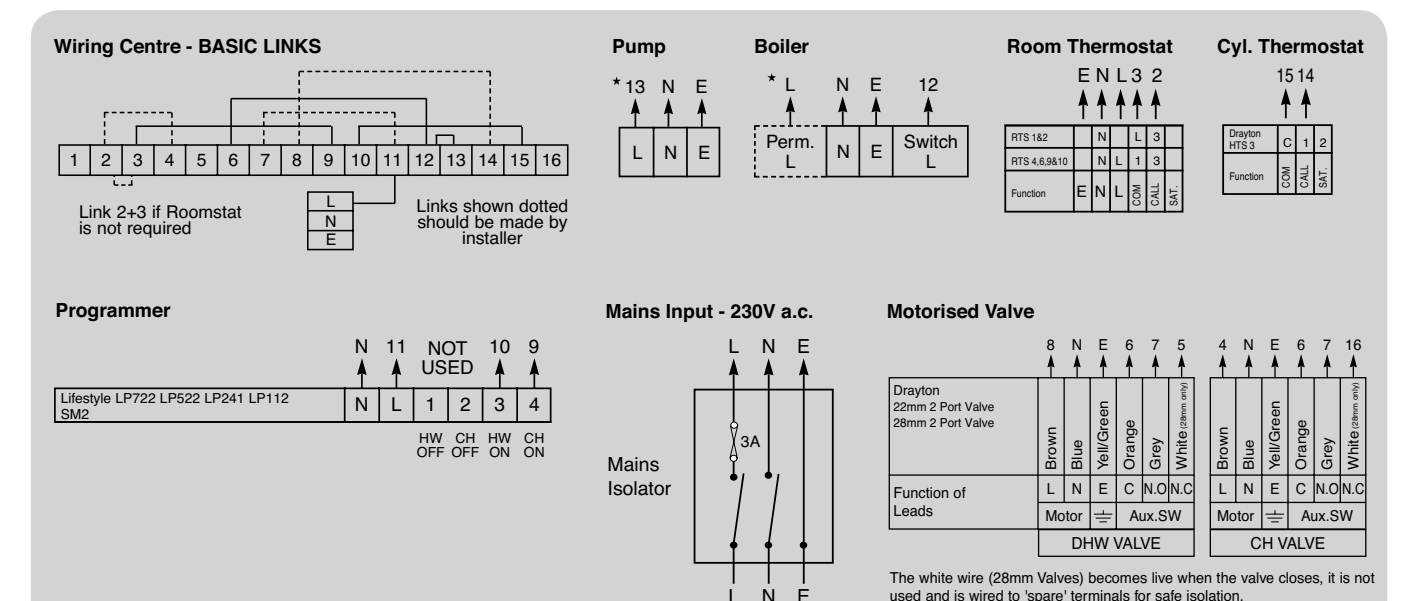 Wiring Centre - BASIC LINKS
1 2 3 4 5 6 7 8 9 10 11 12 13 14 15 16
Link 2+3 if Roomstat
is not required
L
N
E
Links shown dotted
should be made by
installer
Pump
★ 13 N E
L N E
Boiler
★ L N E 12
Perm.
L
N E
Switch
L
Room Thermostat
E N L 3 2
RTS 1&2 N L 3
RTS 4,6,9&10 N L 1 3
Function E N L COM CALL SAT.
Cyl. Thermostat
15 14
Drayton
HTS 3
C 1 2
Function COM CALL SAT.
Programmer
N 11 NOT
USED
10 9
Lifestyle LP722 LP522 LP241 LP112
SM2
N L 1 2 3 4
HW
OFF
CH
OFF
HW
ON
CH
ON
Mains Input - 230V a.c.
L N E
3A
Mains
Isolator
L N E
Motorised Valve
8 N E 6 7 5
4 N E 6 7 16
Drayton
22mm 2 Port Valve
28mm 2 Port Valve
Brown Blue Yell/Green Orange Grey White (28mm only)
Brown Blue Yell/Green Orange Grey White (28mm only)
Function of
Leads
L N E C N.O N.C
L N E C N.O N.C
Motor Aux.SW
Motor Aux.SW
DHW VALVE
CH VALVE
The white wire (28mm Valves) becomes live when the valve closes, it is not
used and is wired to 'spare' terminals for safe isolation.